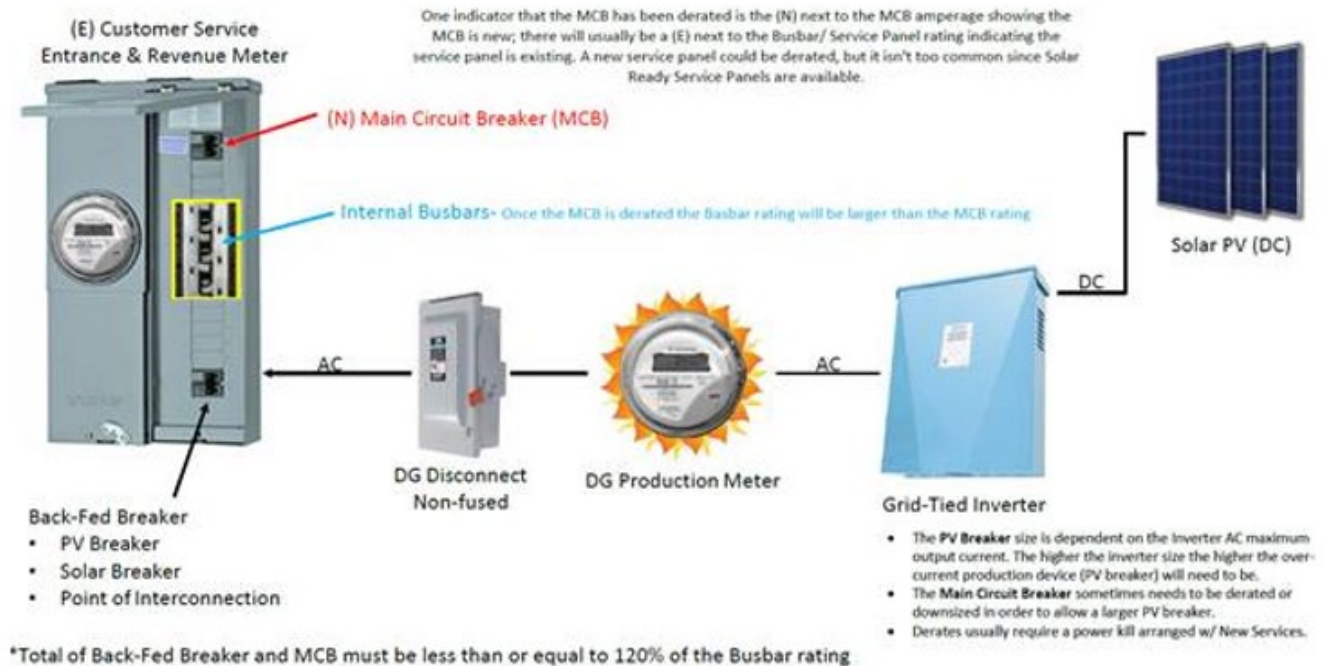 (E) Customer Service
Entrance & Revenue Meter
One indicator that the MCB has been derated is the (N) next to the MCB amperage showing the
MCB is new; there will usually be a (E) next to the Busbar/ Service Panel rating indicating the
service panel is existing. A new service panel could be derated, but it isn't too common since Solar
Ready Service Panels are available.
(N) Main Circuit Breaker (MCB)
Internal Busbars- Once the MCB is derated the Basbar rating will be larger than the MCB rating
Solar PV (DC)
DC
AC
AC
DG Disconnect
Non-fused
DG Production Meter
Grid-Tied Inverter
Back-Fed Breaker
• PV Breaker
• Solar Breaker
• Point of Interconnection
• The PV Breaker size is dependent on the Inverter AC maximum
output current. The higher the inverter size the higher the over-
current production device (PV breaker) will need to be.
• The Main Circuit Breaker sometimes needs to be derated or
downsized in order to allow a larger PV breaker.
• Derates usually require a power kill arranged w/ New Services.
*Total of Back-Fed Breaker and MCB must be less than or equal to 120% of the Busbar rating